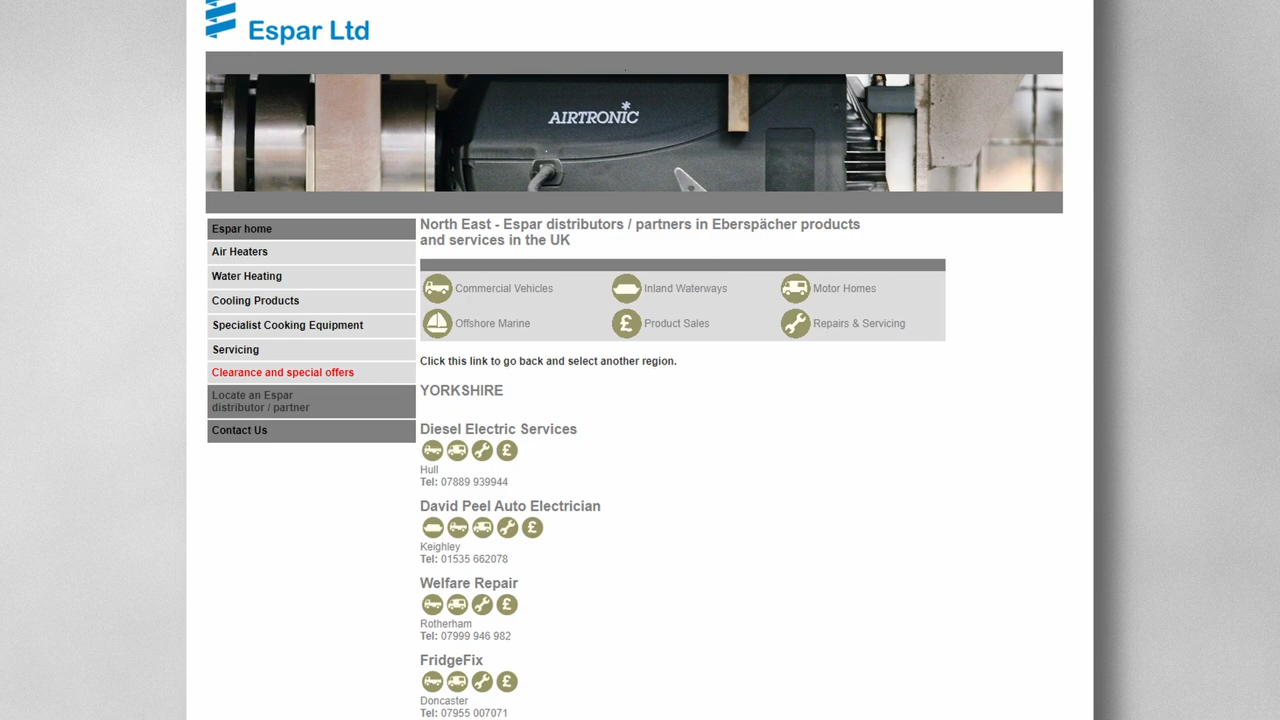 Espar Ltd
AIRTRONIC
Espar home
Air Heaters
Water Heating
Cooling Products
Specialist Cooking Equipment
Servicing
Clearance and special offers
Locate an Espar
distributor / partner
Contact Us
North East - Espar distributors / partners in Eberspächer products
and services in the UK
Commercial Vehicles
Inland Waterways
Motor Homes
Offshore Marine
£ Product Sales
Repairs & Servicing
Click this link to go back and select another region.
YORKSHIRE
Diesel Electric Services
£
Hull
Tel: 07889 939944
David Peel Auto Electrician
£
Keighley
Tel: 01535 662078
Welfare Repair
£
Rotherham
Tel: 07999 946 982
FridgeFix
£
Doncaster
Tel: 07955 007071